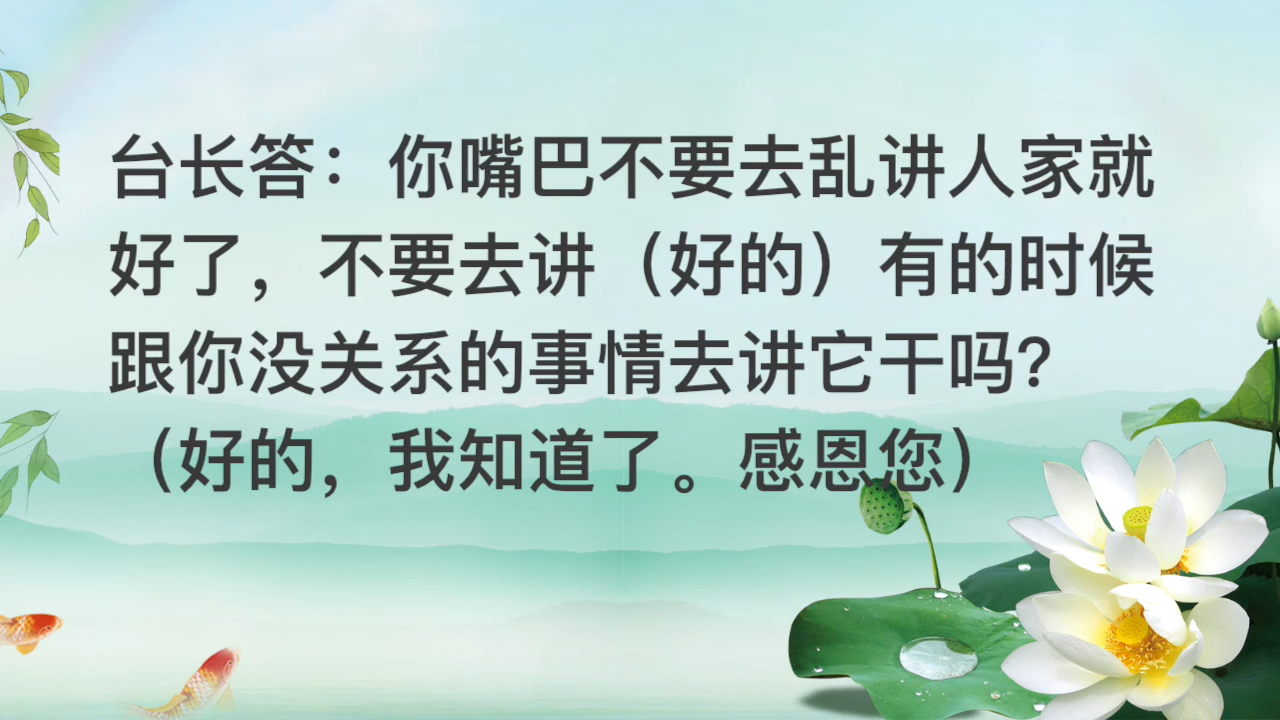 台长答：你嘴巴不要去乱讲人家就
好了，不要去讲（好的）有的时候
跟你没关系的事情去讲它干吗？
（好的，我知道了。感恩您）